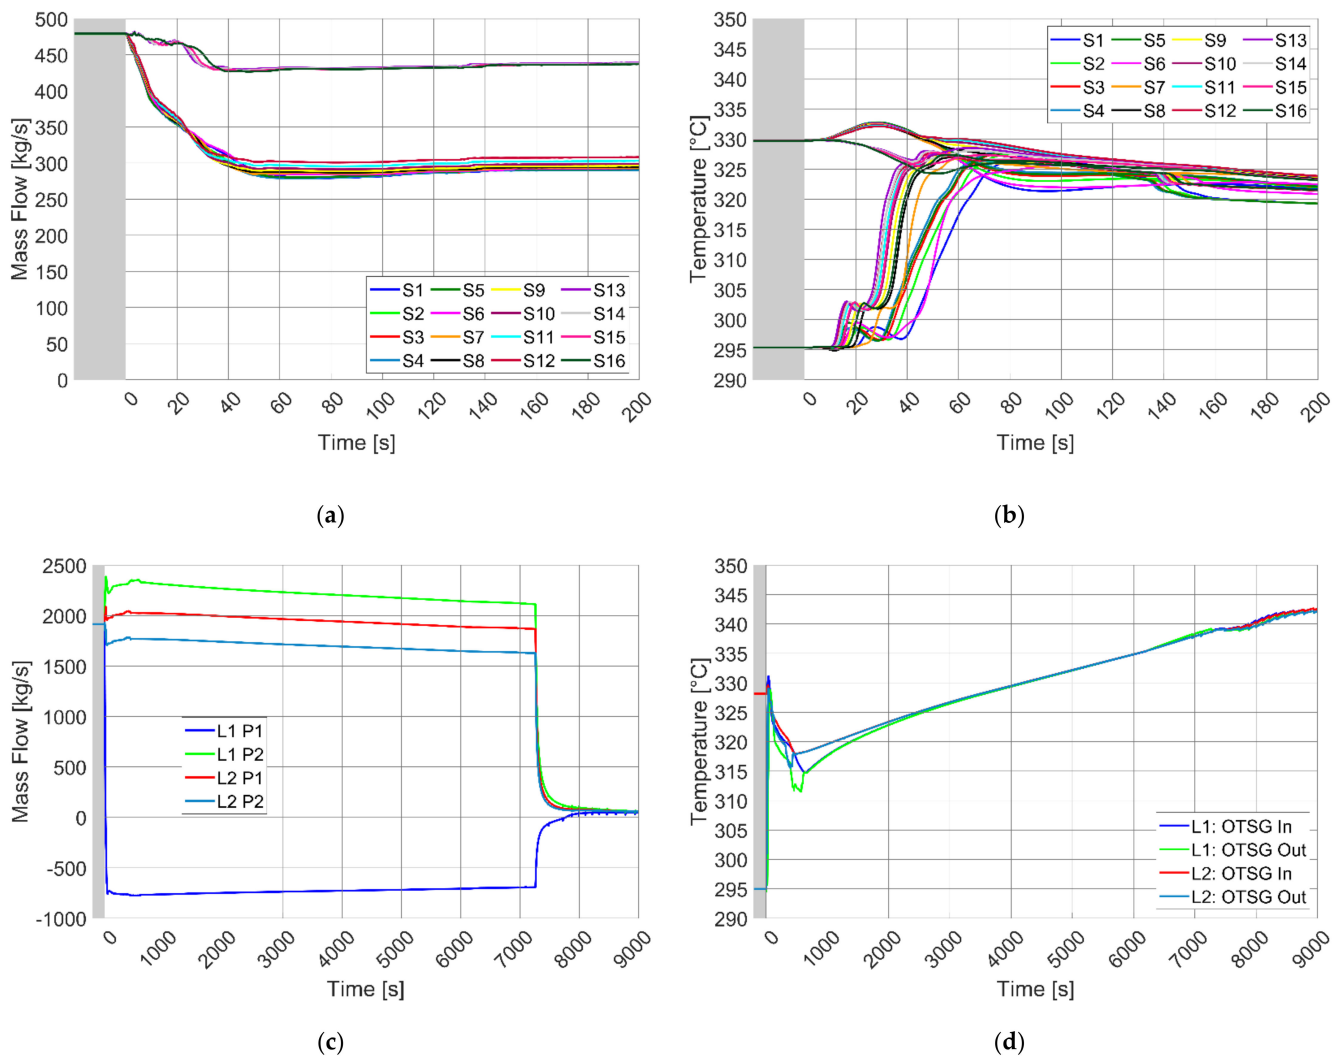 500
450
400
350
300
250
200
150
100
50
0
Mass Flow [kg/s]
S1 S5 S9 S13
S2 S6 S10 S14
S3 S7 S11 S15
S4 S8 S12 S16
0 20 40 60 80 100 120 140 160 180 200
Time [s]
(a)
350
345
340
335
330
325
320
315
310
305
300
295
290
Temperature [°C]
S1 S5 S9 S13
S2 S6 S10 S14
S3 S7 S11 S15
S4 S8 S12 S16
0 20 40 60 80 100 120 140 160 180 200
Time [s]
(b)
2500
2000
1500
1000
500
0
-500
-1000
Mass Flow [kg/s]
L1 P1
L1 P2
L2 P1
L2 P2
0 1000 2000 3000 4000 5000 6000 7000 8000 9000
Time [s]
(c)
350
345
340
335
330
325
320
315
310
305
300
295
290
Temperature [°C]
L1: OTSG In
L1: OTSG Out
L2: OTSG In
L2: OTSG Out
0 1000 2000 3000 4000 5000 6000 7000 8000 9000
Time [s]
(d)